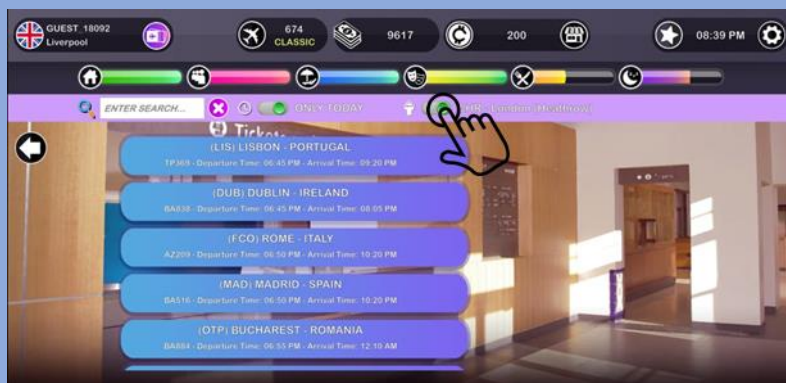 GUEST_18092
Liverpool
674
CLASSIC
9617
200
08:39 PM
ENTER SEARCH...
ONLY TODAY
London (Heathrow)
(LIS) LISBON - PORTUGAL
TP369 - Departure Time: 06:45 PM - Arrival Time: 09:20 PM
(DUB) DUBLIN - IRELAND
BA838 - Departure Time: 06:45 PM - Arrival Time: 08:05 PM
(FCO) ROME - ITALY
AZ209 - Departure Time: 06:50 PM - Arrival Time: 10:20 PM
(MAD) MADRID - SPAIN
BA516 - Departure Time: 06:50 PM - Arrival Time: 10:20 PM
(OTP) BUCHAREST - ROMANIA
BA884 - Departure Time: 06:55 PM - Arrival Time: 12:10 AM